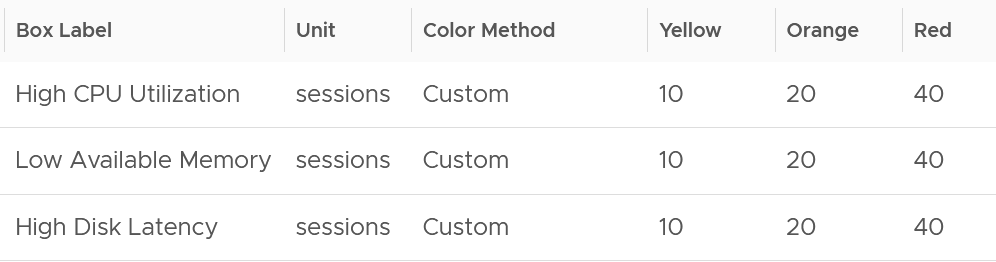 Box Label Unit Color Method Yellow Orange Red
High CPU Utilization sessions Custom 10 20 40
Low Available Memory sessions Custom 10 20 40
High Disk Latency sessions Custom 10 20 40